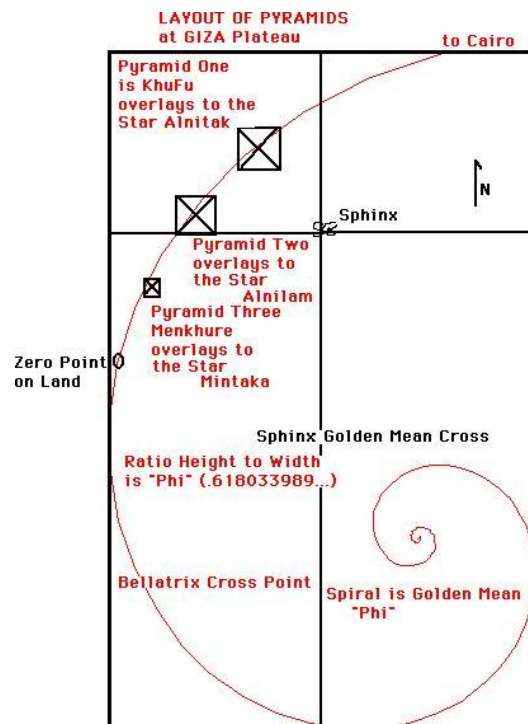 LAYOUT OF PYRAMIDS
at GIZA Plateau
to Cairo
Pyramid One
is KhuFu
overlays to the
Star Alnitak
N
Sphinx
Pyramid Two
overlays to
the Star
Alnilam
Pyramid Three
Menkhure
overlays to
the Star
Mintaka
Zero Point
on Land
0
Sphinx Golden Mean Cross
Ratio Height to Width
is "Phi" (.618033989...)
Bellatrix Cross Point
Spiral is Golden Mean
"Phi"